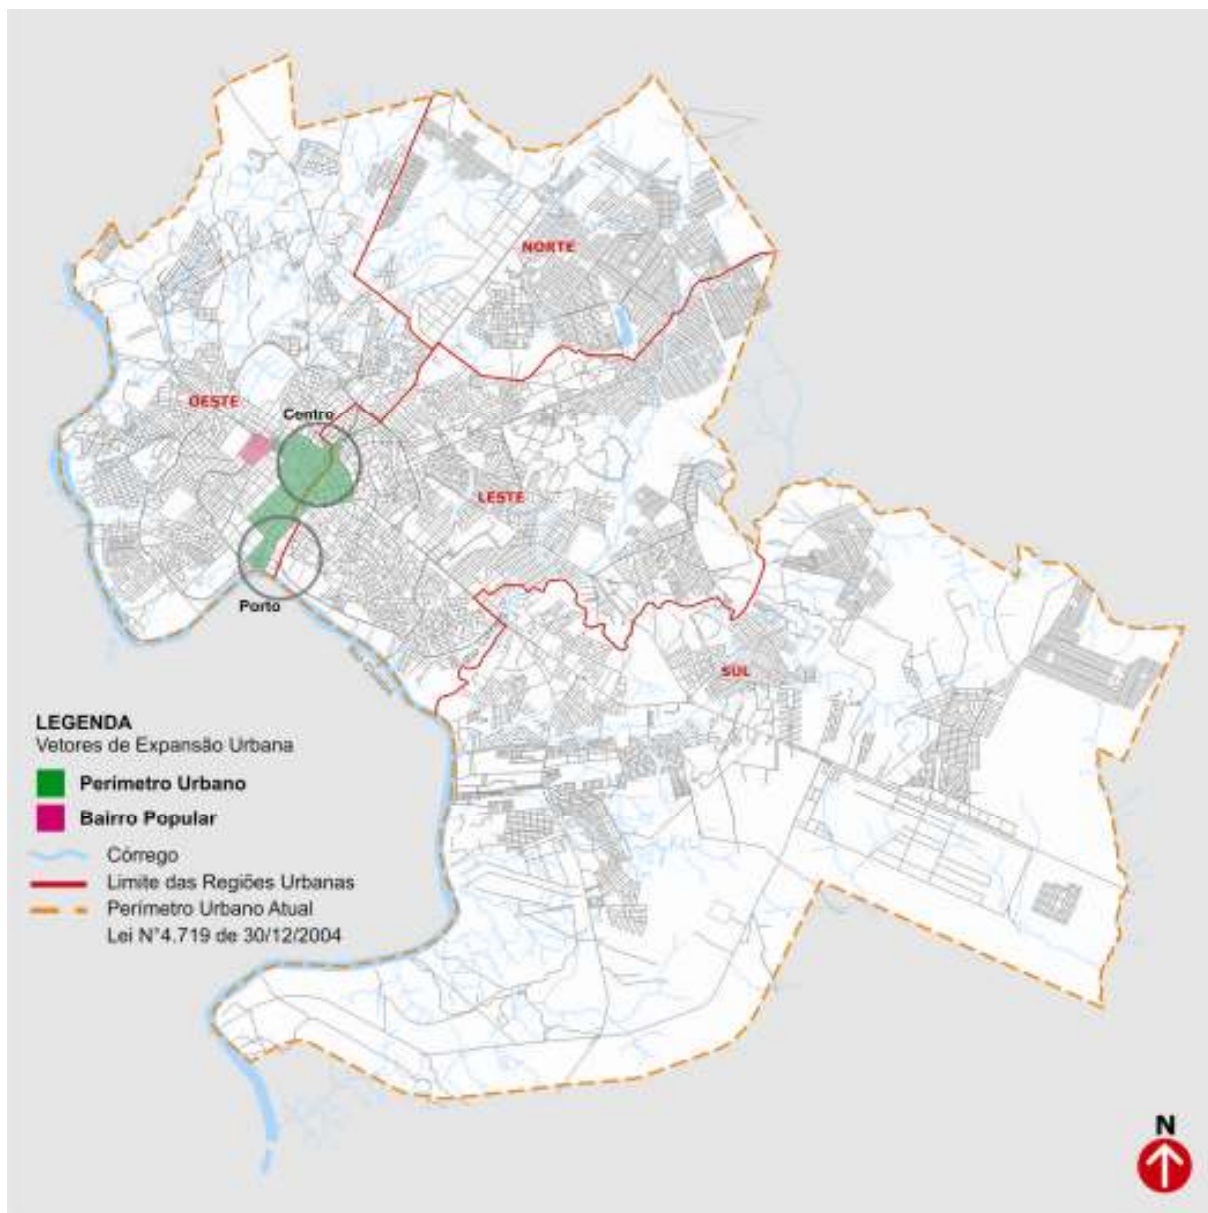 NORTE
OESTE
Centro
LESTE
Porto
SUL
LEGENDA
Vetores de Expansão Urbana
Perimetro Urbano
Bairro Popular
Córrego
Limite das Regiões Urbanas
Perímetro Urbano Atual
Lei N°4.719 de 30/12/2004
N